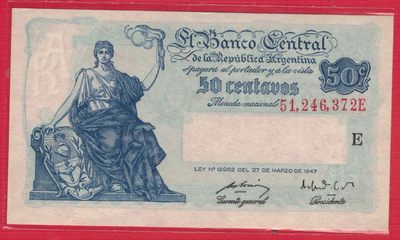 El Banco Central
de la República Argentina
pagará al portador y á la vista
50 centavos
50c
Moneda nacional
51,246,372E
E
LEY Nº 12962 DEL 27 DE MARZO DE 1947
Gerente general
Presidente